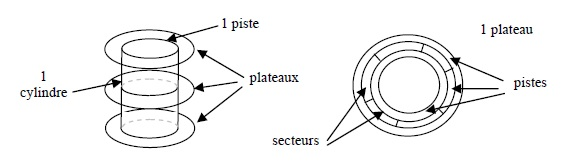 1 piste
1
cylindre
plateaux
1 plateau
pistes
secteurs